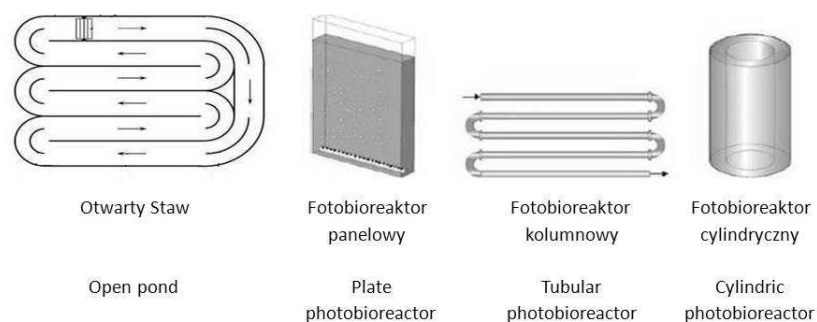 Otwarty Staw
Fotobioreaktor
panelowy
Fotobioreaktor
kolumnowy
Fotobioreaktor
cylindryczny
Open pond
Plate
photobioreactor
Tubular
photobioreactor
Cylindric
photobioreactor